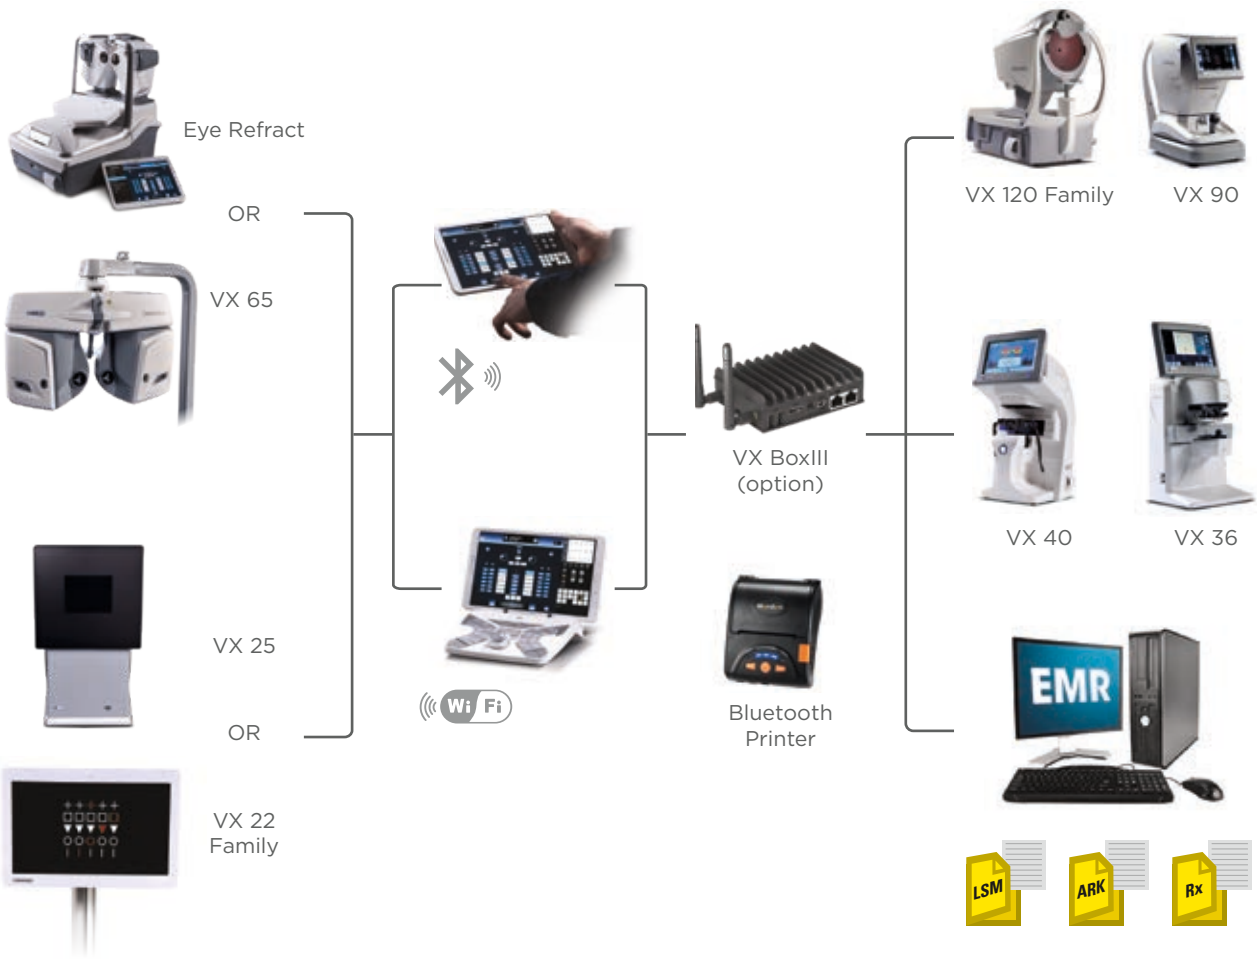 Eye Refract
OR
VX 65
VX 25
OR
VX 22
Family
Wi Fi
VX BoxIII
(option)
Bluetooth
Printer
VX 120 Family
VX 90
VX 40
VX 36
EMR
LSM
ARK
Rx